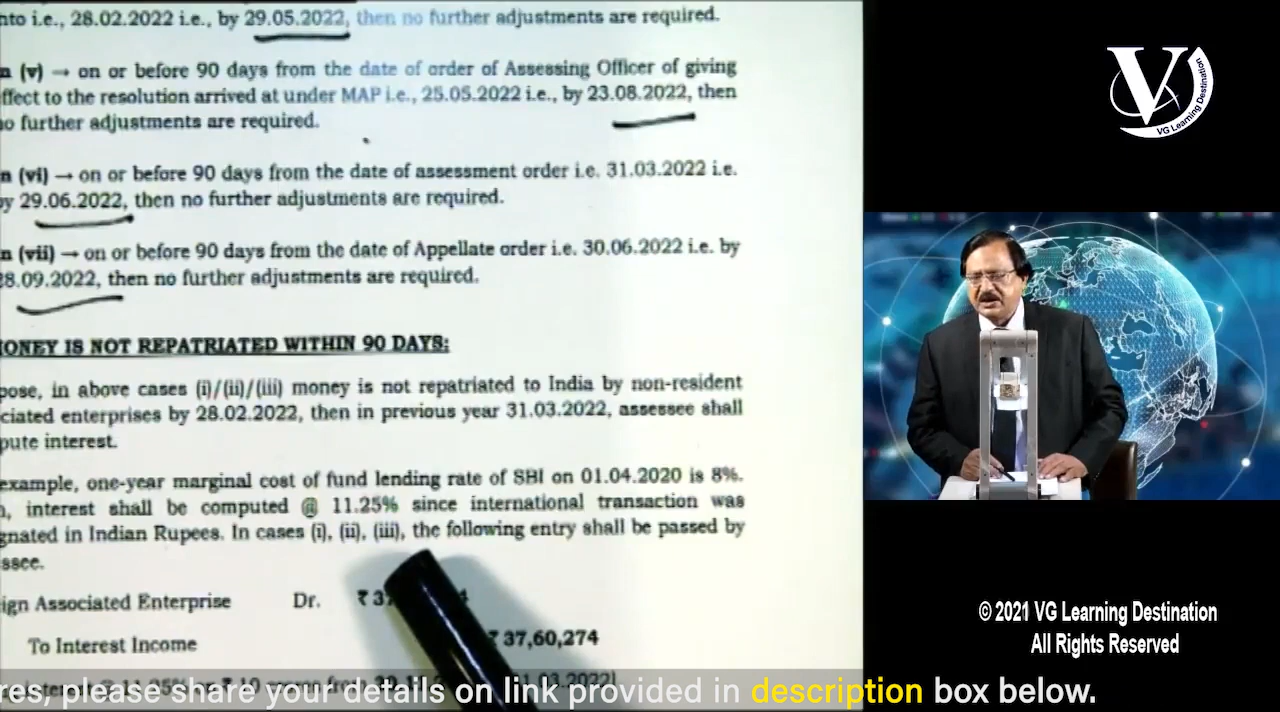 nto i.e., 28.02.2022 i.e., by 29.05.2022, then no further adjustments are required.
n (v) → on or before 90 days from the date of order of Assessing Officer of giving
ffect to the resolution arrived at under MAP i.e., 25.05.2022 i.e., by 23.08.2022, then
no further adjustments are required.
n (vi) → on or before 90 days from the date of assessment order i.e. 31.03.2022 i.e.
by 29.06.2022, then no further adjustments are required.
n (vii) → on or before 90 days from the date of Appellate order i.e. 30.06.2022 i.e. by
28.09.2022, then no further adjustments are required.
ONEY IS NOT REPATRIATED WITHIN 90 DAYS:
pose, in above cases (i)/(ii)/(iii) money is not repatriated to India by non-resident
ciated enterprises by 28.02.2022, then in previous year 31.03.2022, assessee shall
pute interest.
example, one-year marginal cost of fund lending rate of SBI on 01.04.2020 is 8%.
n, interest shall be computed @ 11.25% since international transaction was
gnated in Indian Rupees. In cases (i), (ii), (iii), the following entry shall be passed by
ssee.
ign Associated Enterprise Dr. ₹ 37
To Interest Income ₹ 37,60,274
res, please share your details on link provided in description box below.
V
VG Learning Destination
© 2021 VG Learning Destination
All Rights Reserved